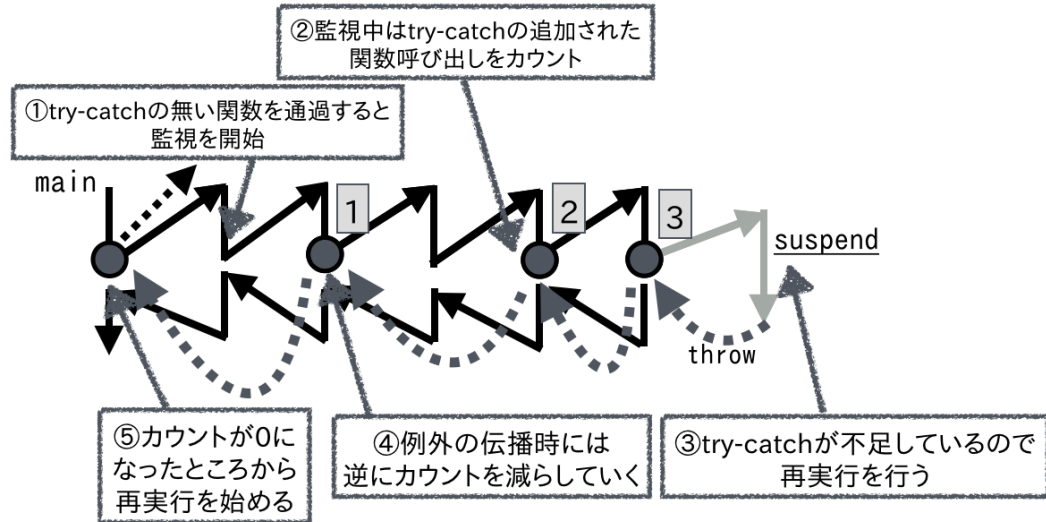 ②監視中はtry-catchの追加された
関数呼び出しをカウント
①try-catchの無い関数を通過すると
監視を開始
main
1
2
3
suspend
throw
⑤カウントが0に
なったところから
再実行を始める
④例外の伝播時には
逆にカウントを減らしていく
③try-catchが不足しているので
再実行を行う